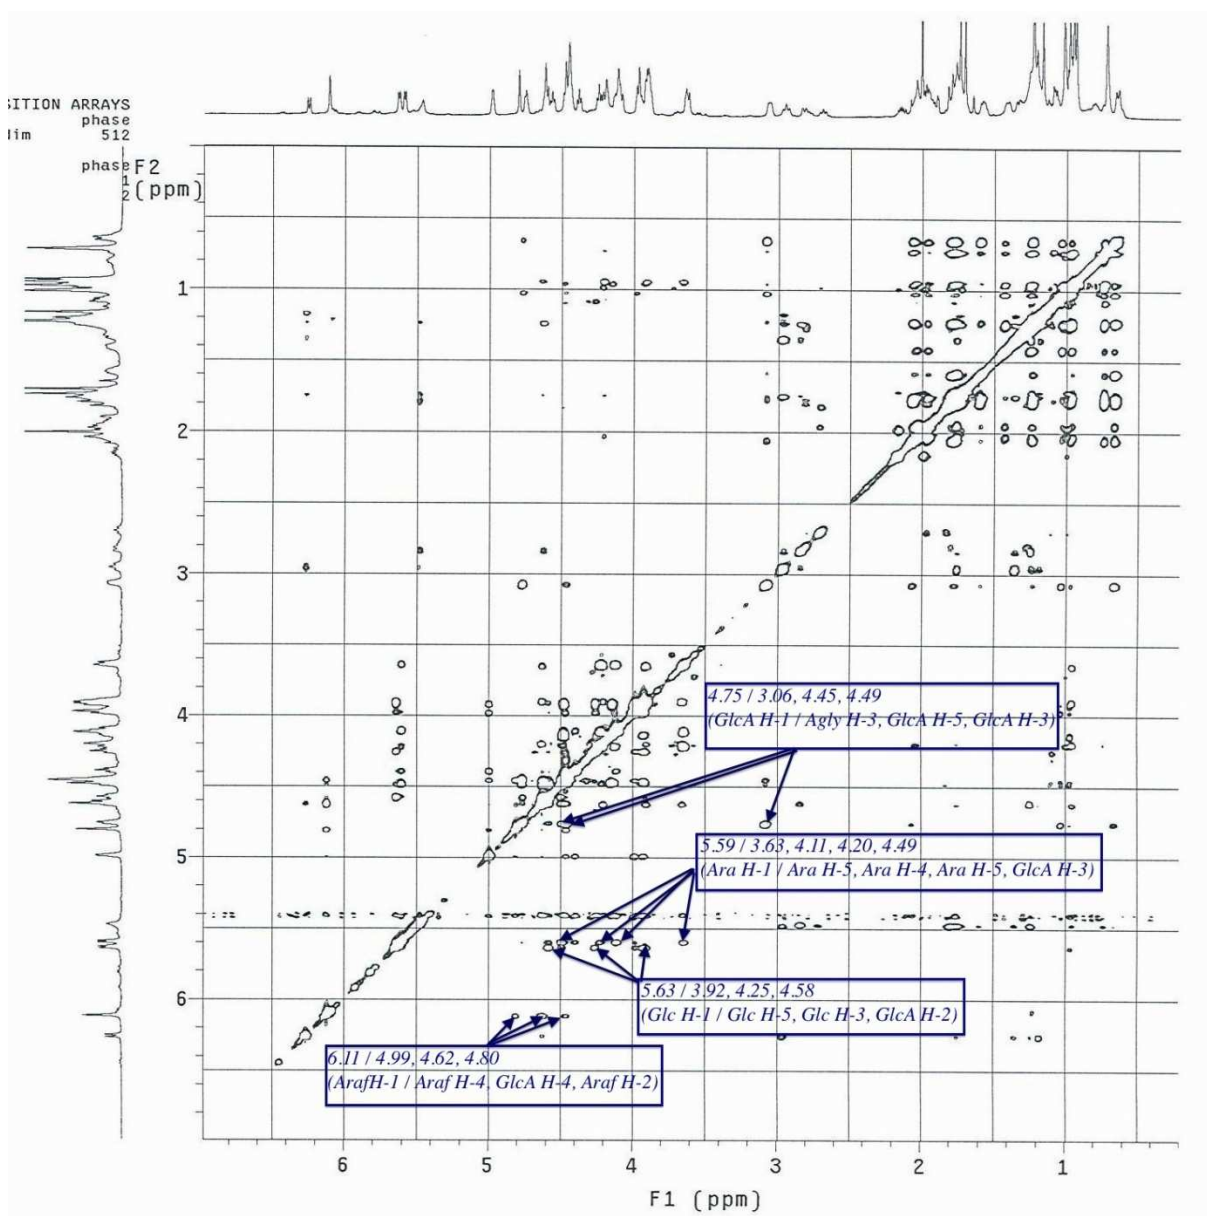 SITION ARRAYS
phase
dim 512
phase F2
1
2 (ppm)
1
2
3
4
5
6
4.75 / 3.06, 4.45, 4.49
(GlcA H-1 / Agly H-3, GlcA H-5, GlcA H-3)
5.59 / 3.63, 4.11, 4.20, 4.49
(Ara H-1 / Ara H-5, Ara H-4, Ara H-5, GlcA H-3)
5.63 / 3.92, 4.25, 4.58
(Glc H-1 / Glc H-5, Glc H-3, GlcA H-2)
6.11 / 4.99, 4.62, 4.80
(ArafH-1 / Araf H-4, GlcA H-4, Araf H-2)
6 5 4 3 2 1
F1 (ppm)